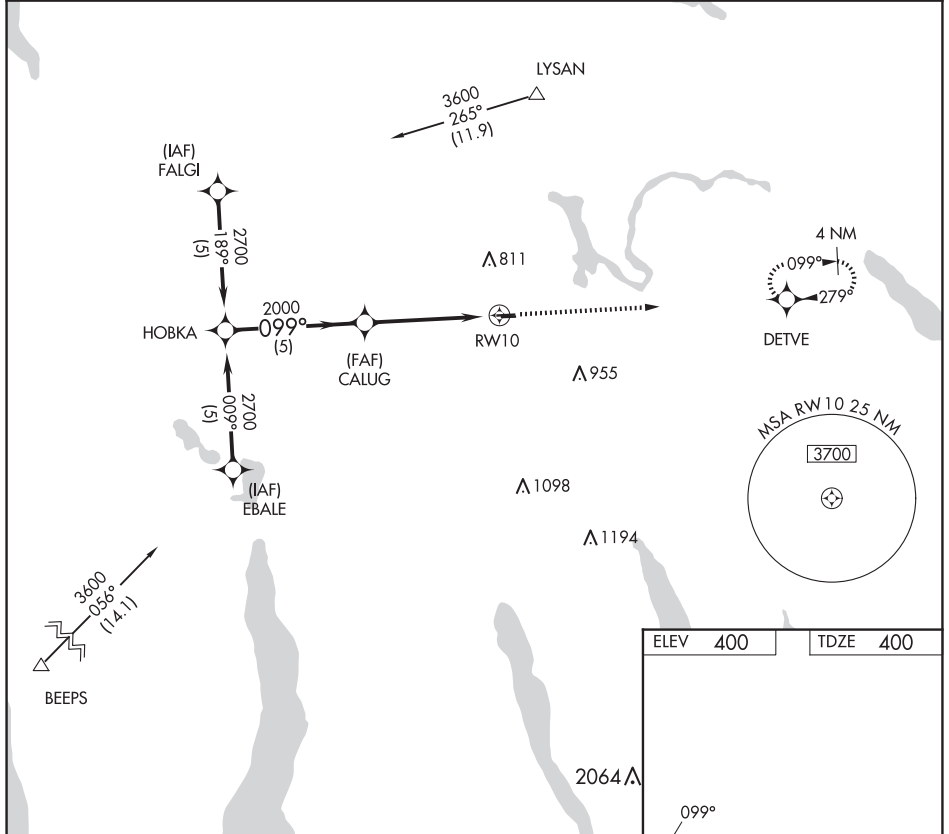 LYSAN
3600
265°
(11.9)
(IAF)
FALGI
2700
189°
(5)
811
4 NM
099°
279°
DETVE
HOBKA
2000
099°
(5)
(FAF)
CALUG
RW10
955
2700
009°
(5)
(IAF)
EBALE
MSA RW10 25 NM
3700
1098
1194
3600
056°
(14.1)
BEEPS
ELEV 400
TDZE 400
2064
099°